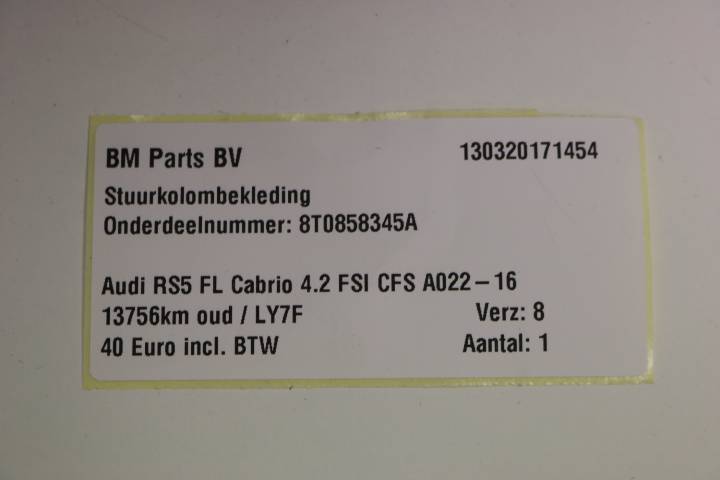 BM Parts BV 130320171454
Stuurkolombekleding
Onderdeelnummer: 8T0858345A
Audi RS5 FL Cabrio 4.2 FSI CFS A022-16
13756km oud / LY7F Verz: 8
40 Euro incl. BTW Aantal: 1